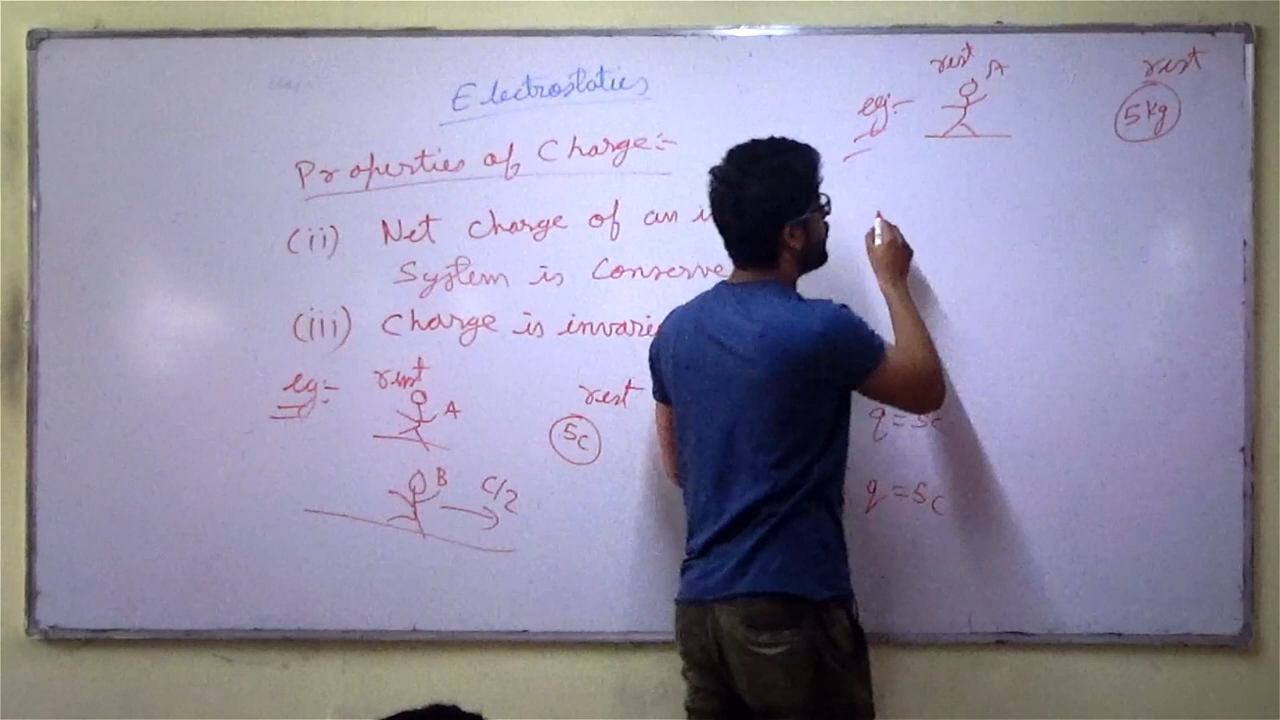 Electrostatics
Properties of Charge:-
(ii) Net charge of an
System is Conserve
(iii) Charge is invari
eg:- rest
A
rest
5c
B
C/2
q = 5c
q = 5c
eg:-
rest
A
rest
5kg